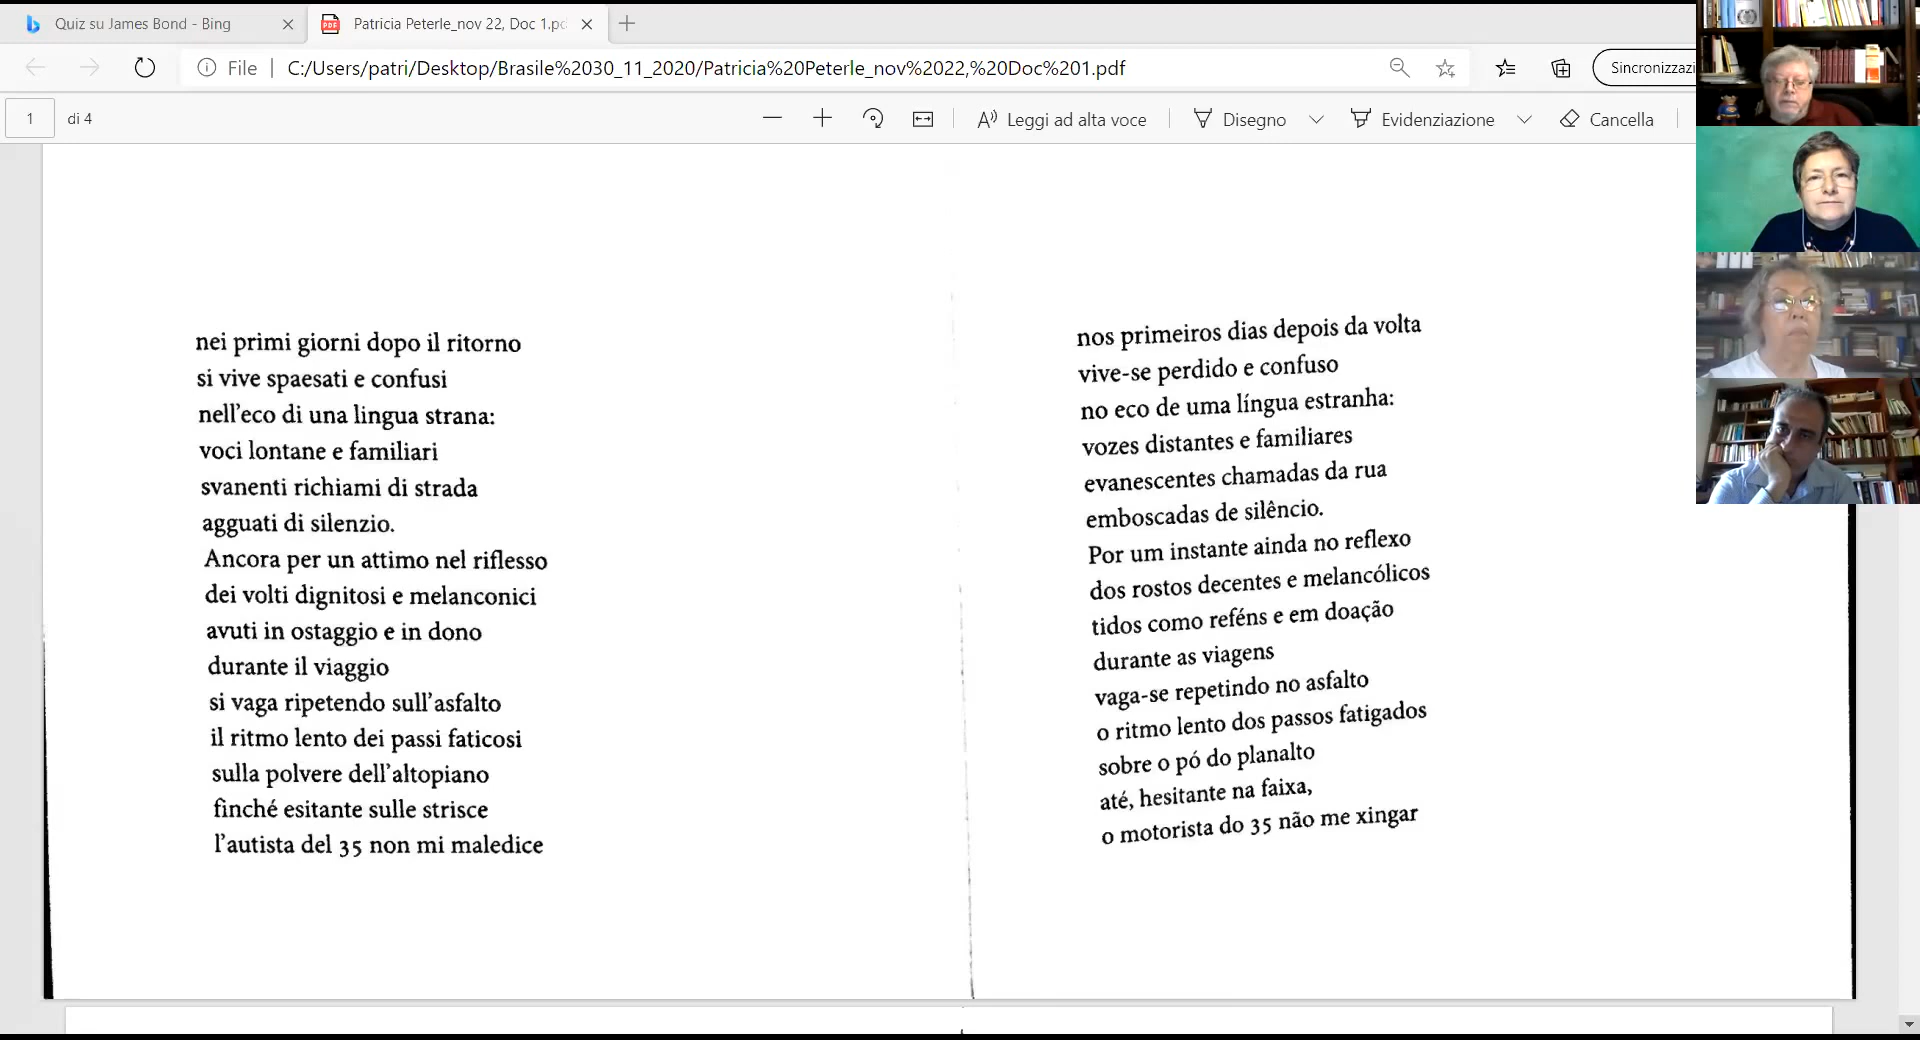 Quiz su James Bond - Bing
Patricia Peterle_nov 22, Doc 1.pd
File
C:/Users/patri/Desktop/Brasile%2030_11_2020/Patricia%20Peterle_nov%2022,%20Doc%201.pdf
Sincronizzazi
1 di 4
Leggi ad alta voce
Disegno
Evidenziazione
Cancella
nei primi giorni dopo il ritorno
si vive spaesati e confusi
nell'eco di una lingua strana:
voci lontane e familiari
svanenti richiami di strada
agguati di silenzio.
Ancora per un attimo nel riflesso
dei volti dignitosi e melanconici
avuti in ostaggio e in dono
durante il viaggio
si vaga ripetendo sull'asfalto
il ritmo lento dei passi faticosi
sulla polvere dell'altopiano
finché esitante sulle strisce
l'autista del 35 non mi maledice
nos primeiros dias depois da volta
vive-se perdido e confuso
no eco de uma língua estranha:
vozes distantes e familiares
evanescentes chamadas da rua
emboscadas de silêncio.
Por um instante ainda no reflexo
dos rostos decentes e melancólicos
tidos como reféns e em doação
durante as viagens
vaga-se repetindo no asfalto
o ritmo lento dos passos fatigados
sobre o pó do planalto
até, hesitante na faixa,
o motorista do 35 não me xingar